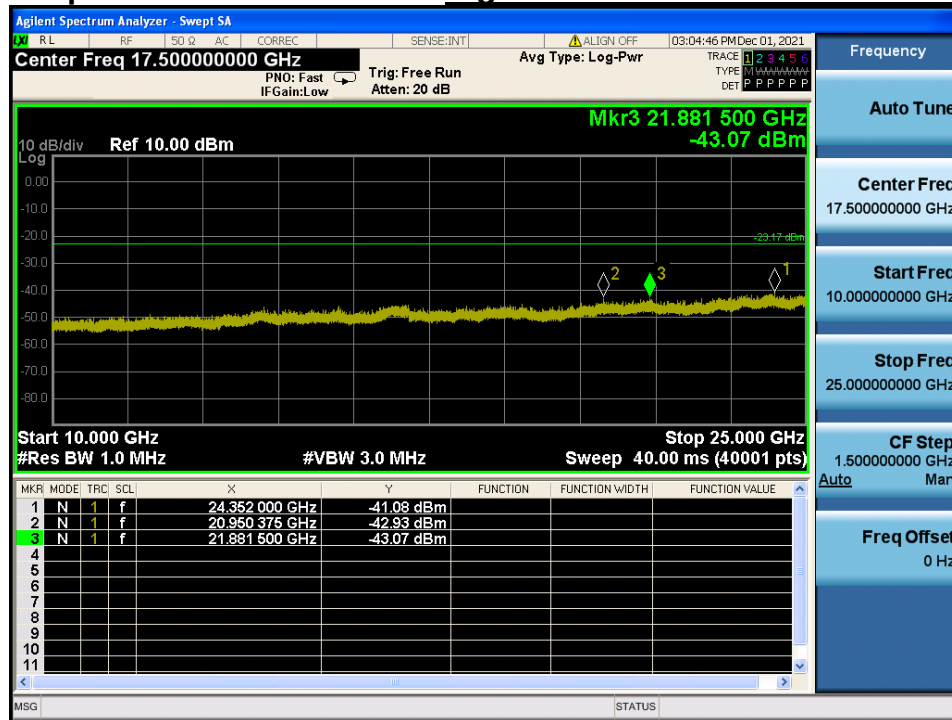 Agilent Spectrum Analyzer - Swept SA
LXI RL RF 50 Ω AC CORREC SENSE:INT ALIGN OFF 03:04:46 PM Dec 01, 2021
Center Freq 17.500000000 GHz
PNO: Fast
IFGain:Low
Trig: Free Run
Atten: 20 dB
Avg Type: Log-Pwr
TRACE 1 2 3 4 5 6
TYPE M WWWWW
DET P P P P P P
Mkr3 21.881 500 GHz
-43.07 dBm
10 dB/div Ref 10.00 dBm
Log
0.00
-10.0
-20.0
-23.17 dBm
-30.0
2 3 1
-40.0
-50.0
-60.0
-70.0
-80.0
Start 10.000 GHz Stop 25.000 GHz
#Res BW 1.0 MHz #VBW 3.0 MHz Sweep 40.00 ms (40001 pts)
MKR MODE TRC SCL X Y FUNCTION FUNCTION WIDTH FUNCTION VALUE
1 N 1 f 24.352 000 GHz -41.08 dBm
2 N 1 f 20.950 375 GHz -42.93 dBm
3 N 1 f 21.881 500 GHz -43.07 dBm
4
5
6
7
8
9
10
11
MSG STATUS
Frequency
Auto Tune
Center Freq
17.500000000 GHz
Start Freq
10.000000000 GHz
Stop Freq
25.000000000 GHz
CF Step
1.500000000 GHz
Auto Man
Freq Offset
0 Hz